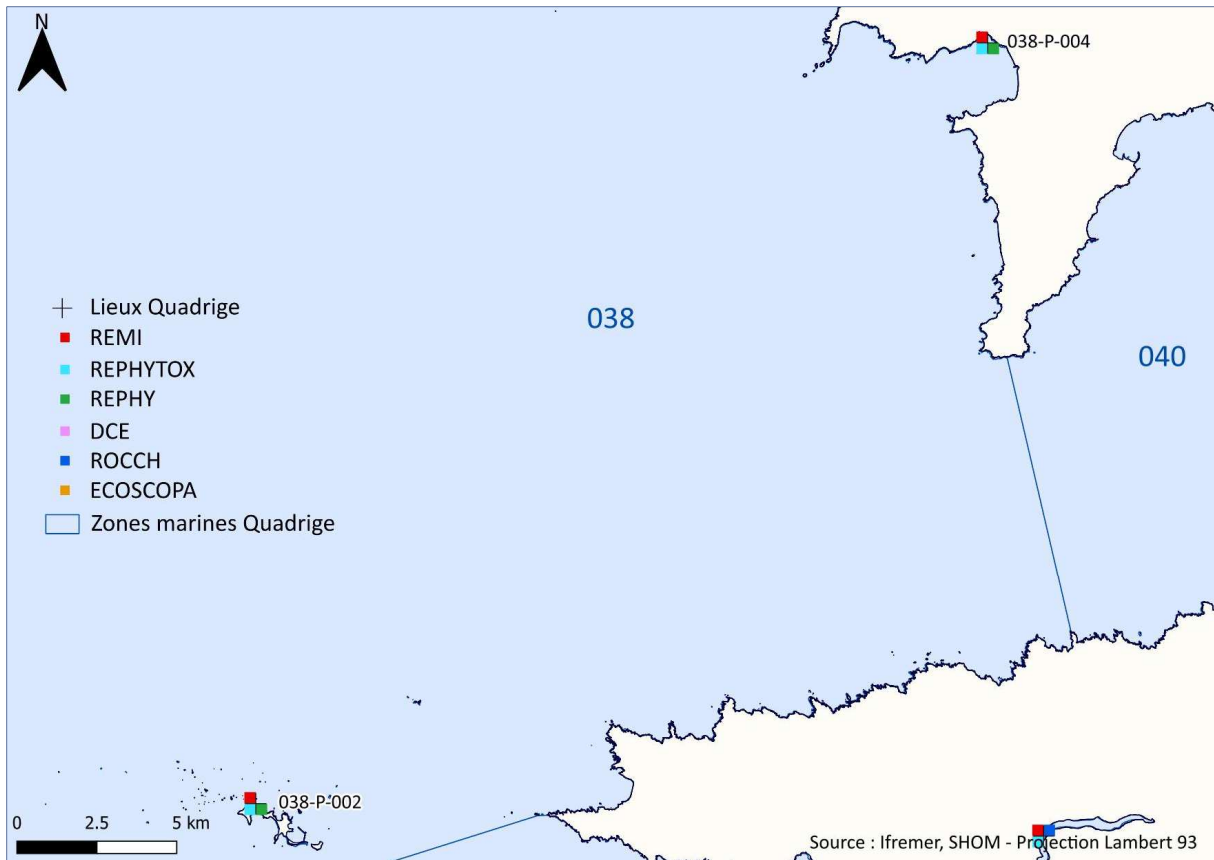 N
038-P-004
038
040
Lieux Quadrige
REMI
REPHYTOX
REPHY
DCE
ROCCH
ECOSCOPA
Zones marines Quadrige
038-P-002
0 2.5 5 km
Source : Ifremer, SHOM - Projection Lambert 93